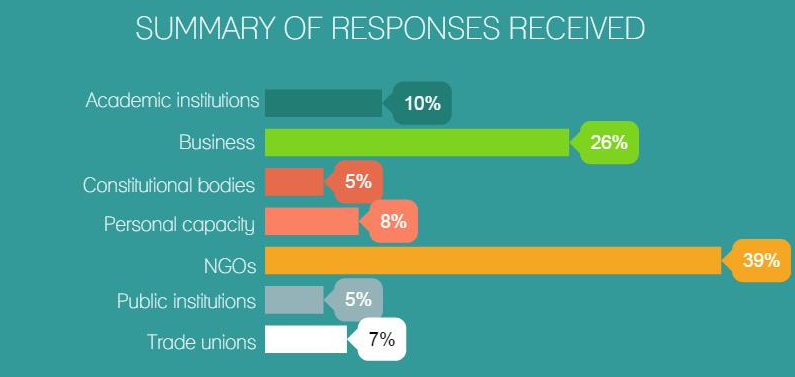 SUMMARY OF RESPONSES RECEIVED
Academic institutions 10%
Business 26%
Constitutional bodies 5%
Personal capacity 8%
NGOs 39%
Public institutions 5%
Trade unions 7%